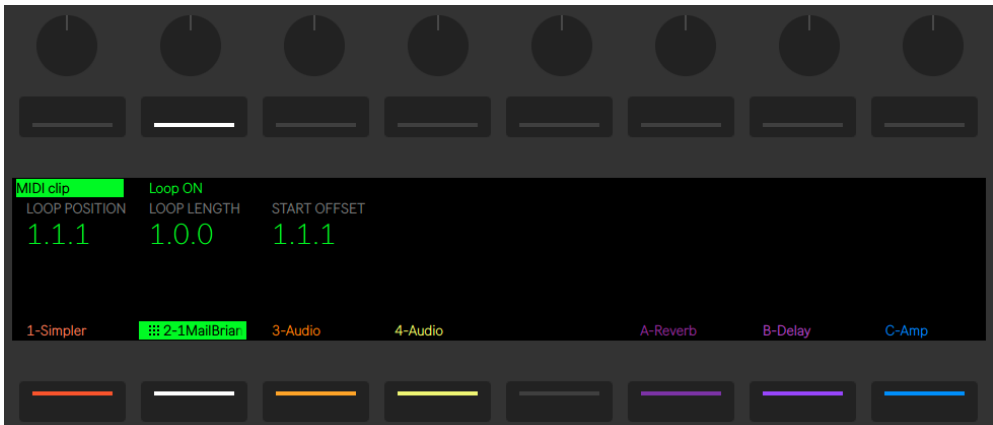 MIDI clip Loop ON
LOOP POSITION LOOP LENGTH START OFFSET
1.1.1 1.0.0 1.1.1
1-Simpler 2-1MailBrian 3-Audio 4-Audio A-Reverb B-Delay C-Amp